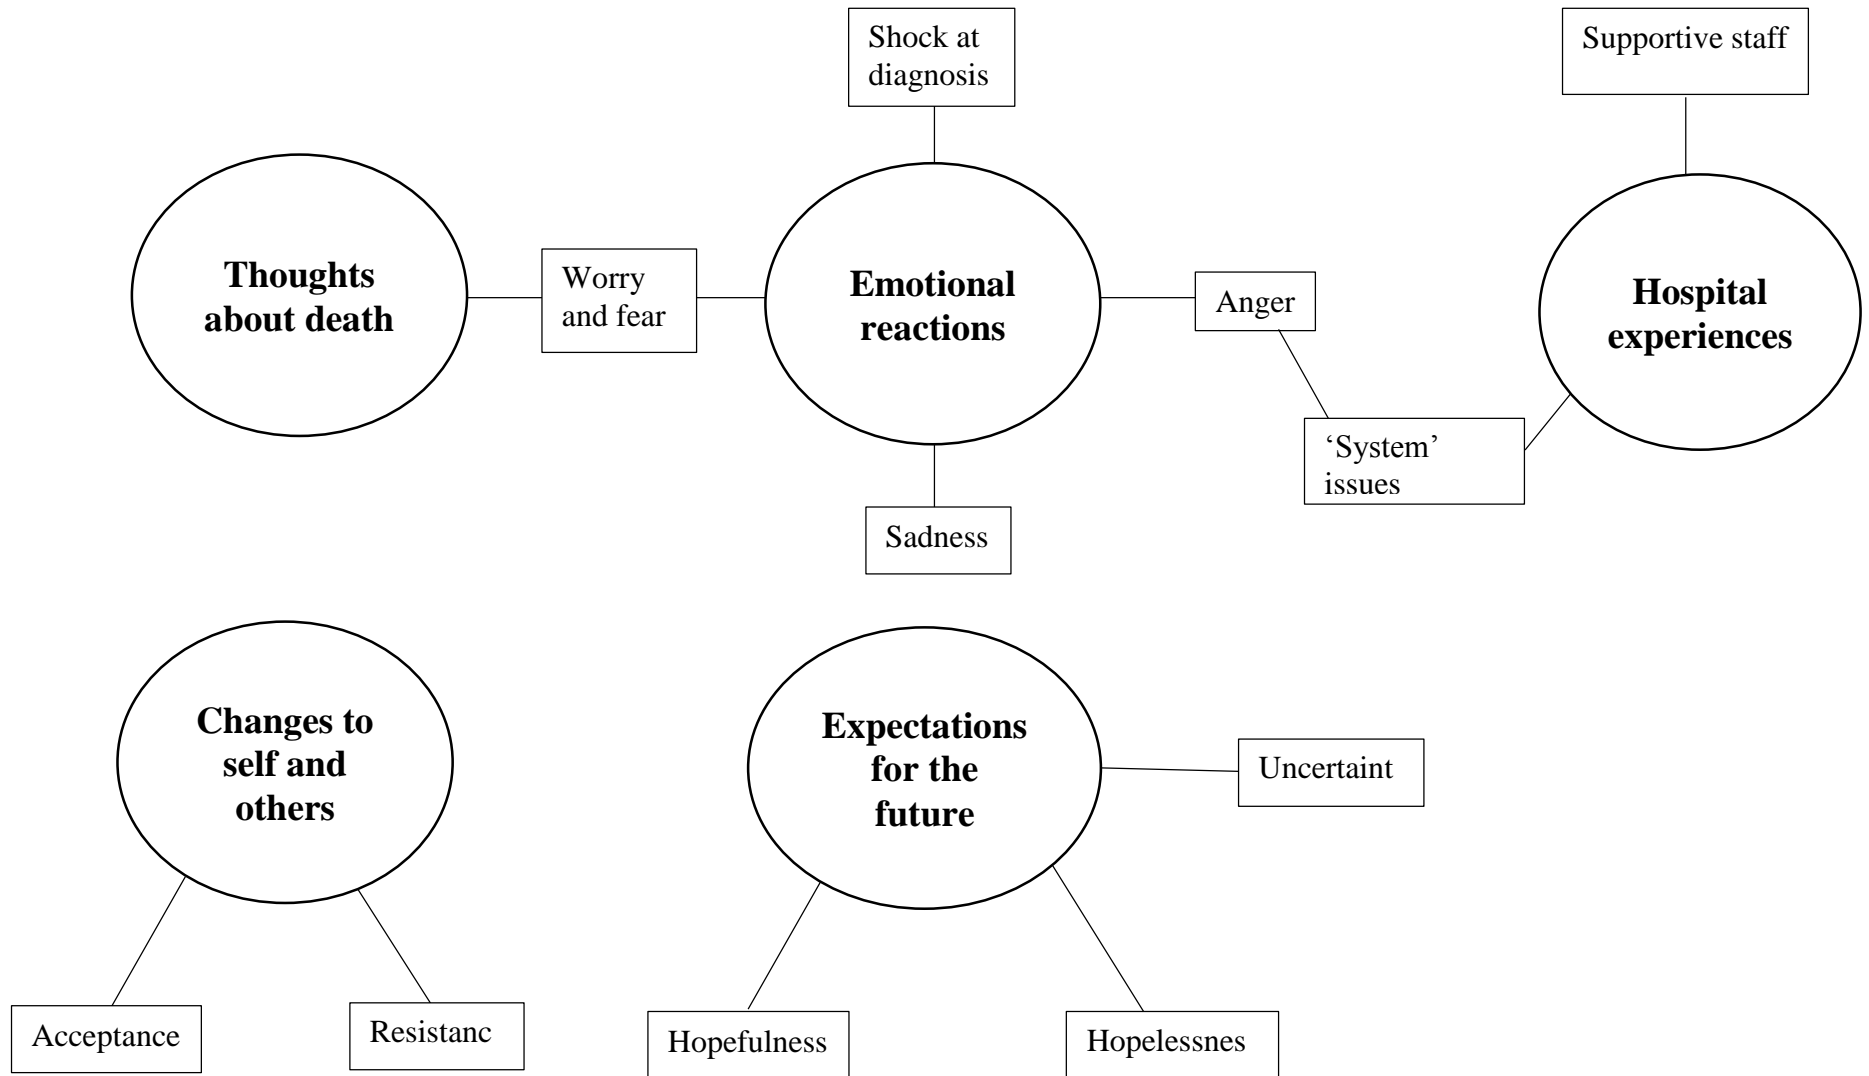 Shock at
diagnosis
Supportive staff
Thoughts
about death
Worry
and fear
Emotional
reactions
Anger
Hospital
experiences
‘System’
issues
Sadness
Changes to
self and
others
Expectations
for the
future
Uncertaint
Acceptance
Resistanc
Hopefulness
Hopelessnes